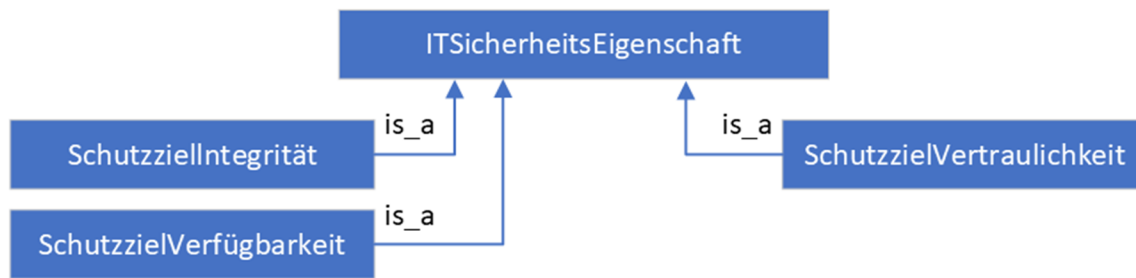 ITSicherheitsEigenschaft
is_a
is_a
SchutzzielIntegrität
SchutzzielVertraulichkeit
is_a
SchutzzielVerfügbarkeit